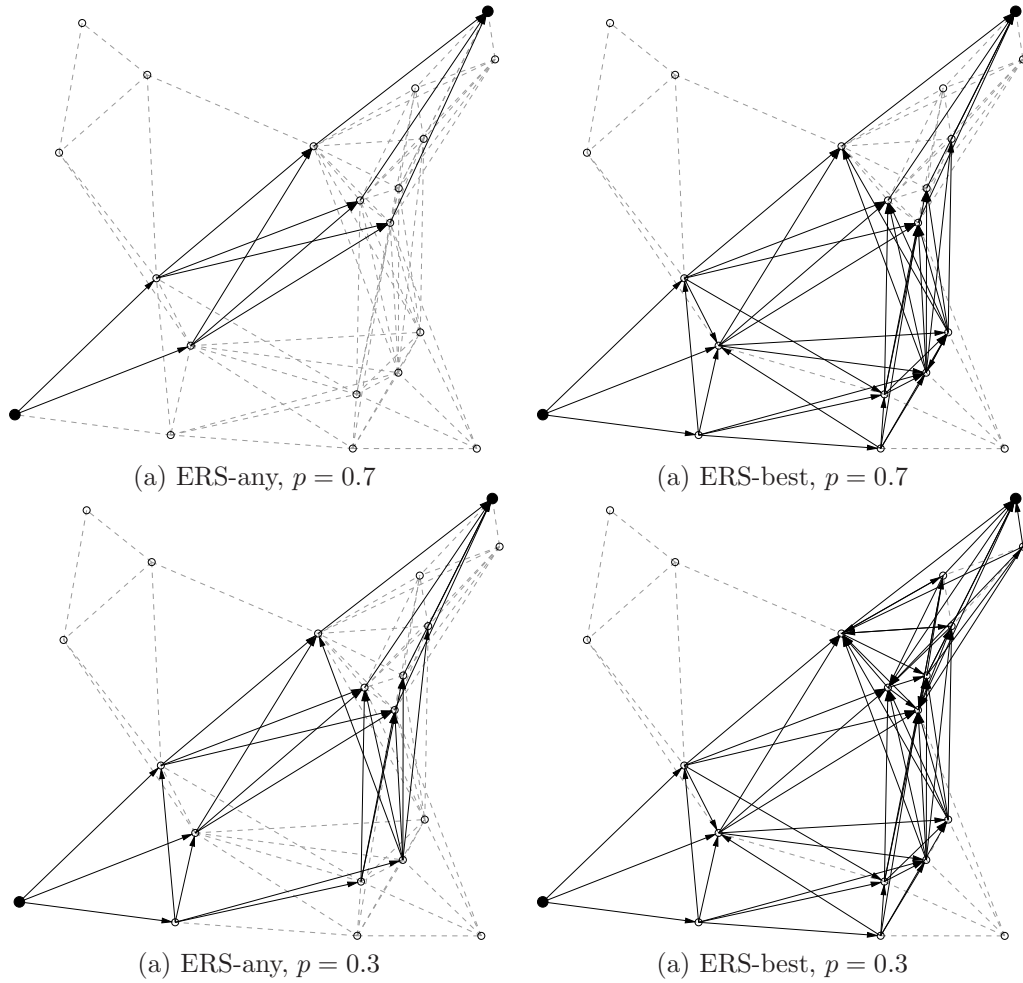 (a) ERS-any, p = 0.7
(a) ERS-best, p = 0.7
(a) ERS-any, p = 0.3
(a) ERS-best, p = 0.3